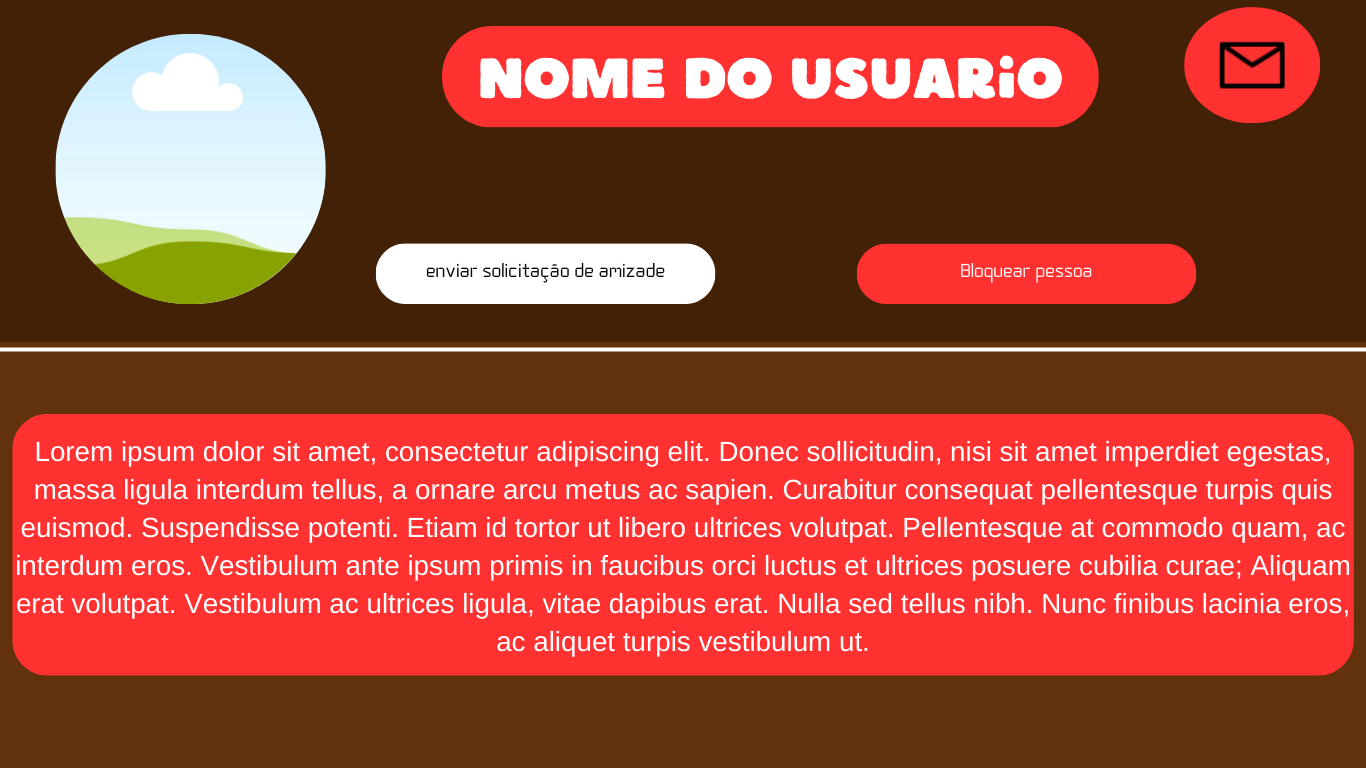 NOME DO USUARiO
enviar solicitação de amizade
Bloquear pessoa
Lorem ipsum dolor sit amet, consectetur adipiscing elit. Donec sollicitudin, nisi sit amet imperdiet egestas,
massa ligula interdum tellus, a ornare arcu metus ac sapien. Curabitur consequat pellentesque turpis quis
euismod. Suspendisse potenti. Etiam id tortor ut libero ultrices volutpat. Pellentesque at commodo quam, ac
interdum eros. Vestibulum ante ipsum primis in faucibus orci luctus et ultrices posuere cubilia curae; Aliquam
erat volutpat. Vestibulum ac ultrices ligula, vitae dapibus erat. Nulla sed tellus nibh. Nunc finibus lacinia eros,
ac aliquet turpis vestibulum ut.